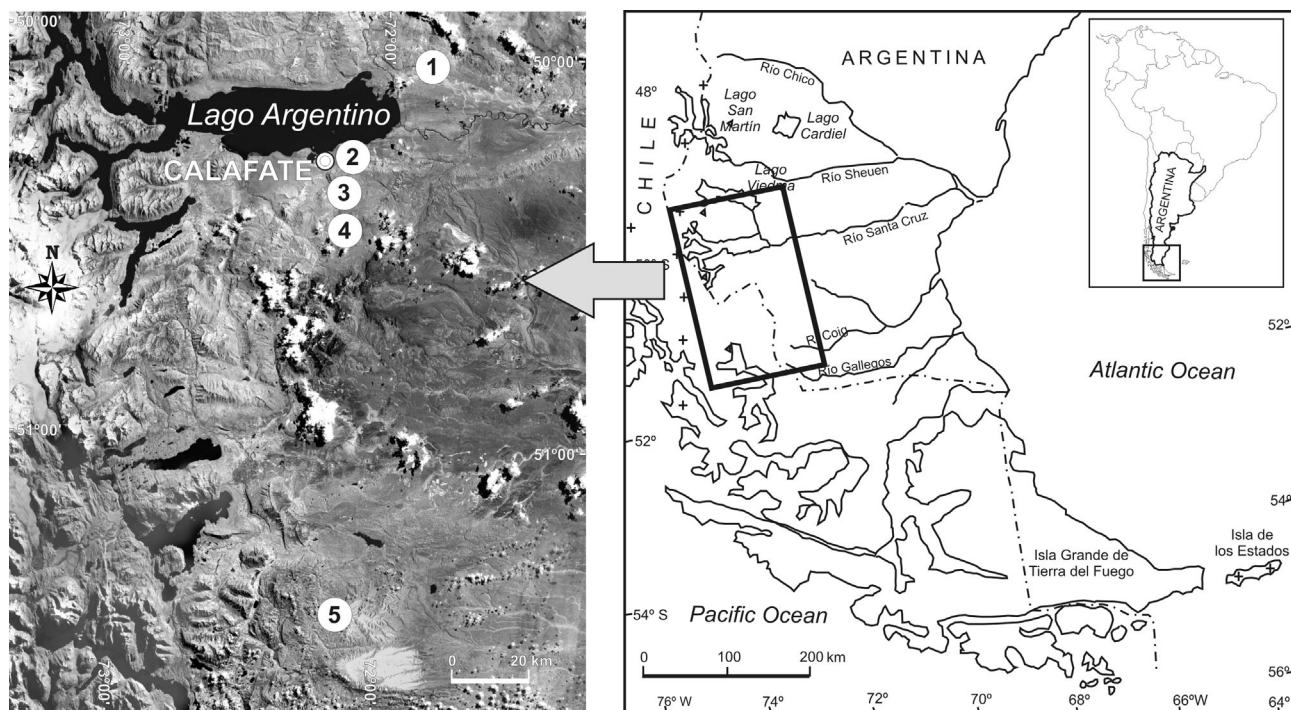 50°00'
73°00'
72°00'
50°00'
1
Lago Argentino
CALAFATE
2
3
4
N
51°00'
51°00'
5
0 20 km
73°00'
72°00'
ARGENTINA
Río Chico
48°
Lago
San
Martín
Lago
Cardiel
CHILE
Lago
Viedma
Río Sheuen
Río Santa Cruz
ARGENTINA
52°
R. Coig
Río Gallegos
Atlantic Ocean
52°
54°
Isla de
los Estados
Isla Grande de
Tierra del Fuego
Pacific Ocean
54° S
0 100 200 km
56°
76°W 74° 72° 70° 68° 66°W 64°